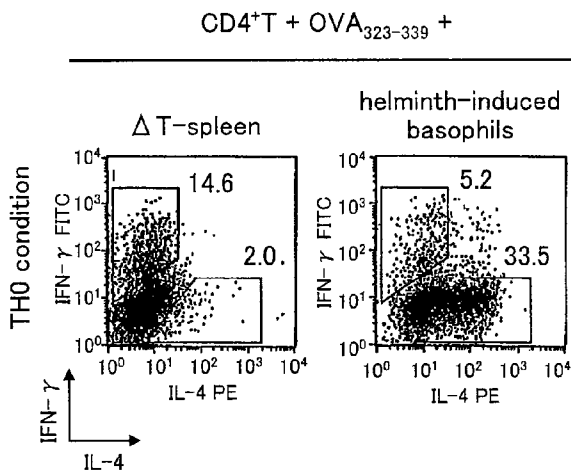 CD4⁺T + OVA₃₂₃₋₃₃₉ +
Δ T-spleen
helminth-induced
basophils
TH0 condition
IFN-γ FITC
10⁴
10³
10²
10¹
10⁰
14.6
2.0.
10⁰ 10¹ 10² 10³ 10⁴
IL-4 PE
IFN-γ FITC
10⁴
10³
10²
10¹
10⁰
5.2
33.5
10⁰ 10¹ 10² 10³ 10⁴
IL-4 PE
IFN-γ
IL-4